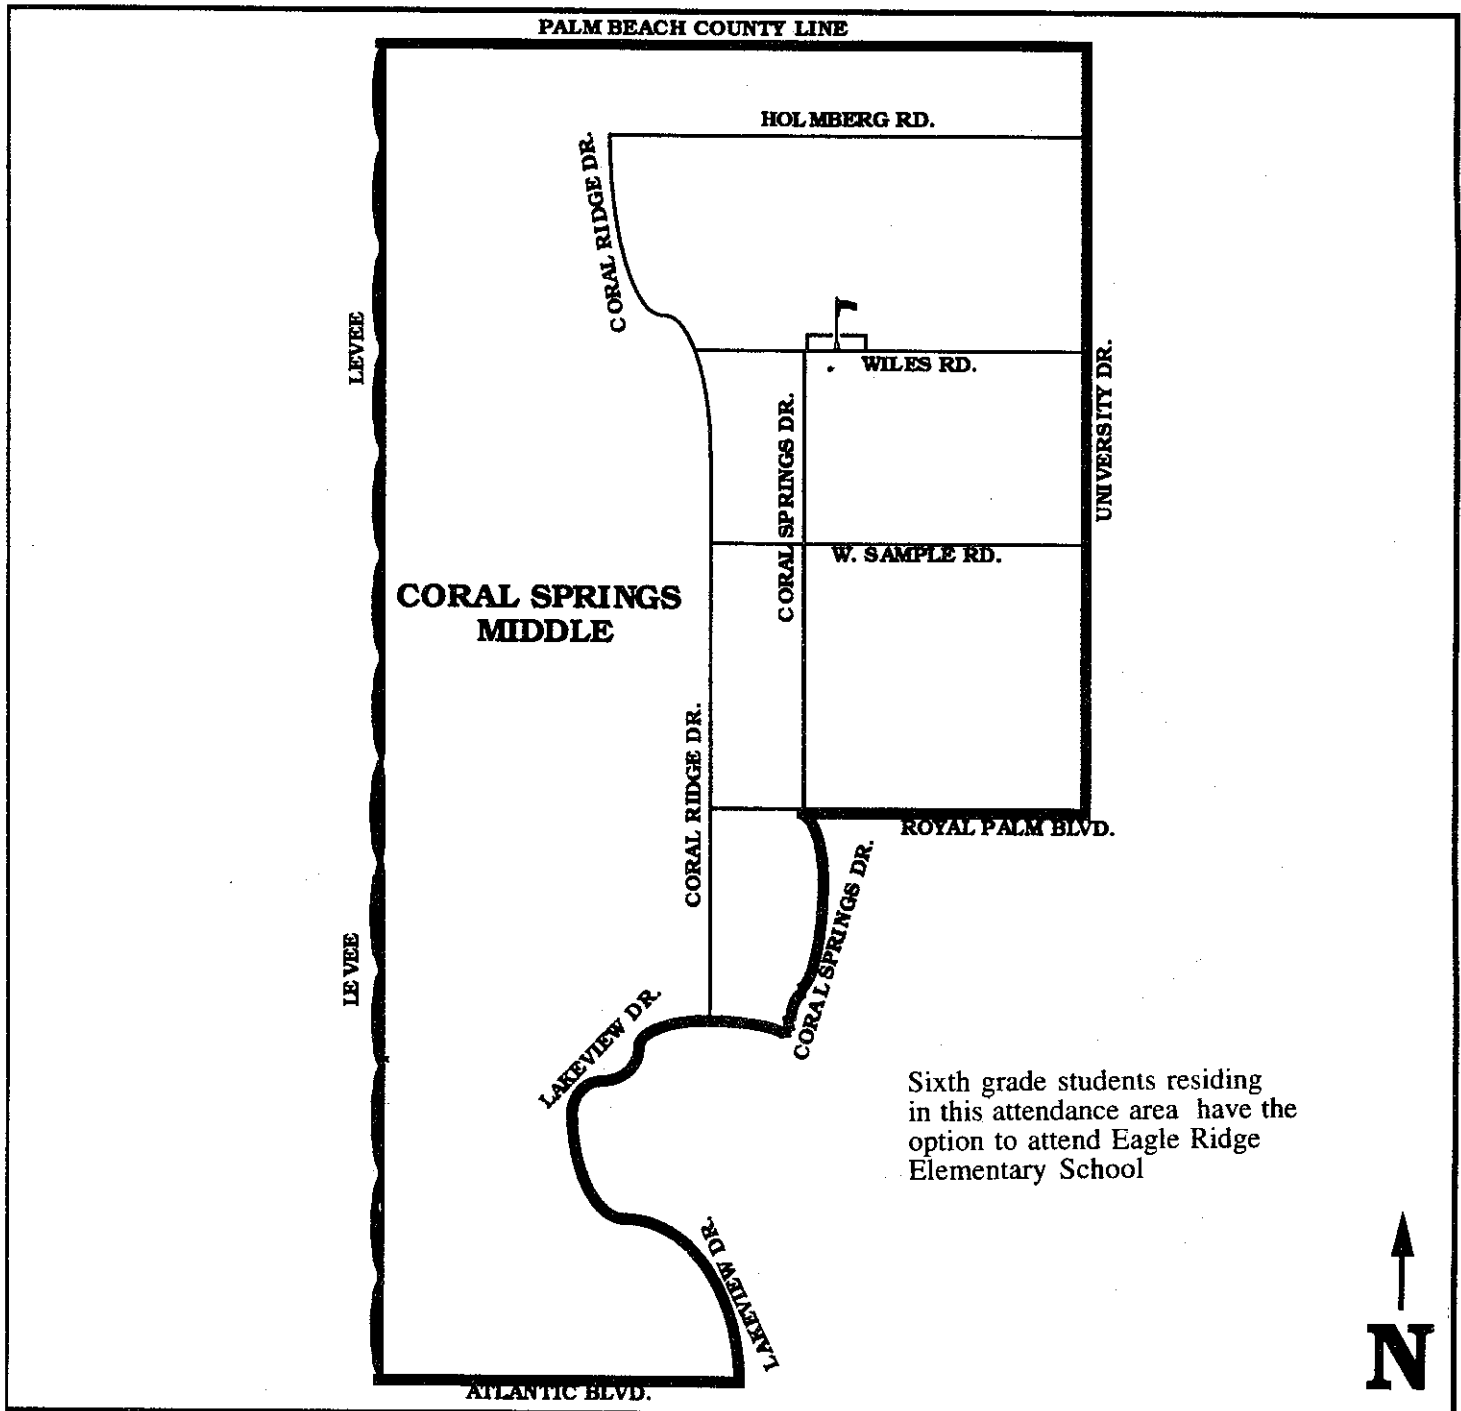 PALM BEACH COUNTY LINE
HOLMBERG RD.
CORAL RIDGE DR.
LEVEE
WILES RD.
UNIVERSITY DR.
CORAL SPRINGS DR.
W. SAMPLE RD.
CORAL SPRINGS
MIDDLE
CORAL RIDGE DR.
ROYAL PALM BLVD.
CORAL SPRINGS DR.
LEVEE
LAKEVIEW DR.
Sixth grade students residing
in this attendance area have the
option to attend Eagle Ridge
Elementary School
LAKEVIEW DR.
N
ATLANTIC BLVD.